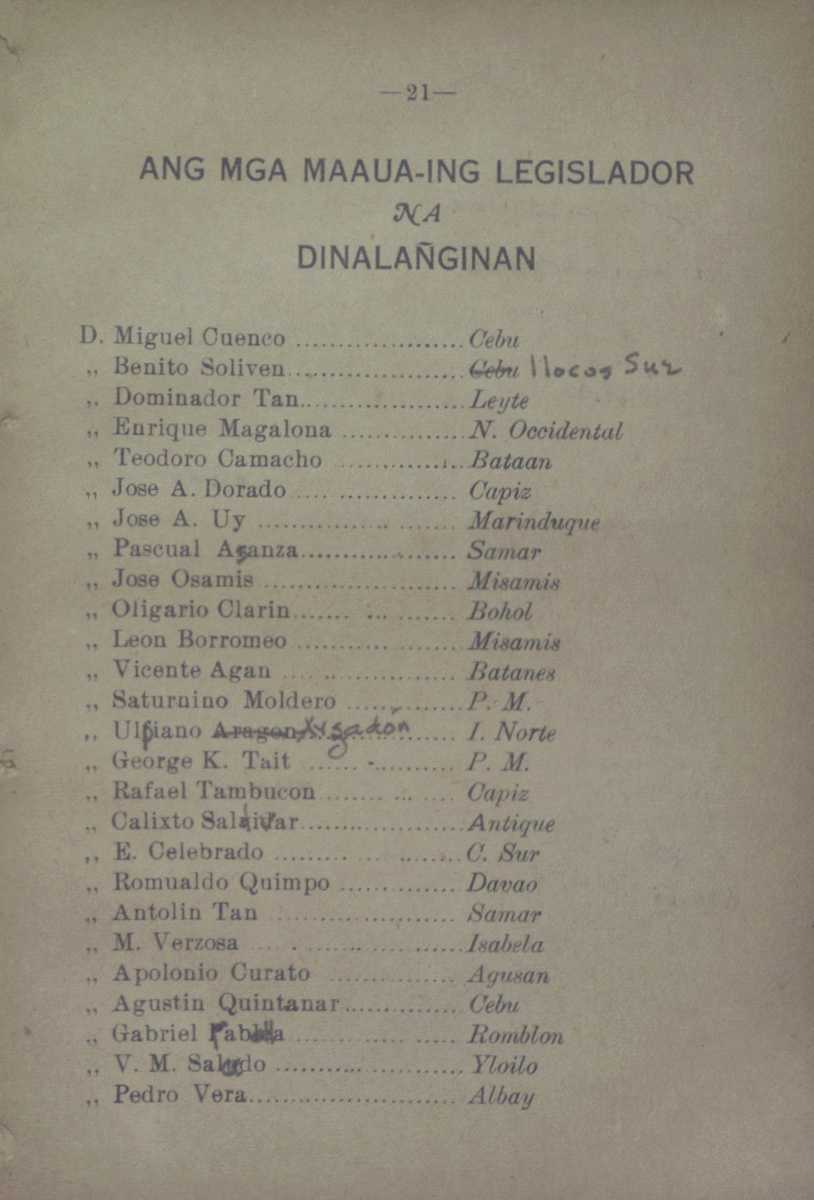 —21—
ANG MGA MAAUA-ING LEGISLADOR
NA
DINALAÑGINAN
D. Miguel Cuenco .................... Cebu
„ Benito Soliven...................... Cebu Ilocos Sur
„ Dominador Tan.................... Leyte
„ Enrique Magalona ............... N. Occidental
„ Teodoro Camacho ............... Bataan
„ Jose A. Dorado .................... Capiz
„ Jose A. Uy ........................ Marinduque
„ Pascual Asanza.................... Samar
„ Jose Osamis ........................ Misamis
„ Oligario Clarin.................... Bohol
„ Leon Borromeo .................... Misamis
„ Vicente Agan .................... Batanes
„ Saturnino Moldero .............. P. M.
„ Ulpiano Aragon .............. I. Norte
„ George K. Tait .................. P. M.
„ Rafael Tambucon ................ Capiz
„ Calixto .................... Antique
„ E. Celebrado ...................... C. Sur
„ Romualdo Quimpo .............. Davao
„ Antolin Tan ...................... Samar
„ M. Verzosa ........................ Isabela
„ Apolonio Curato ................ Agusan
„ Agustin Quintanar .............. Cebu
„ Gabriel .................... Romblon
„ V. M. ...................... Yloilo
„ Pedro Vera......................... Albay